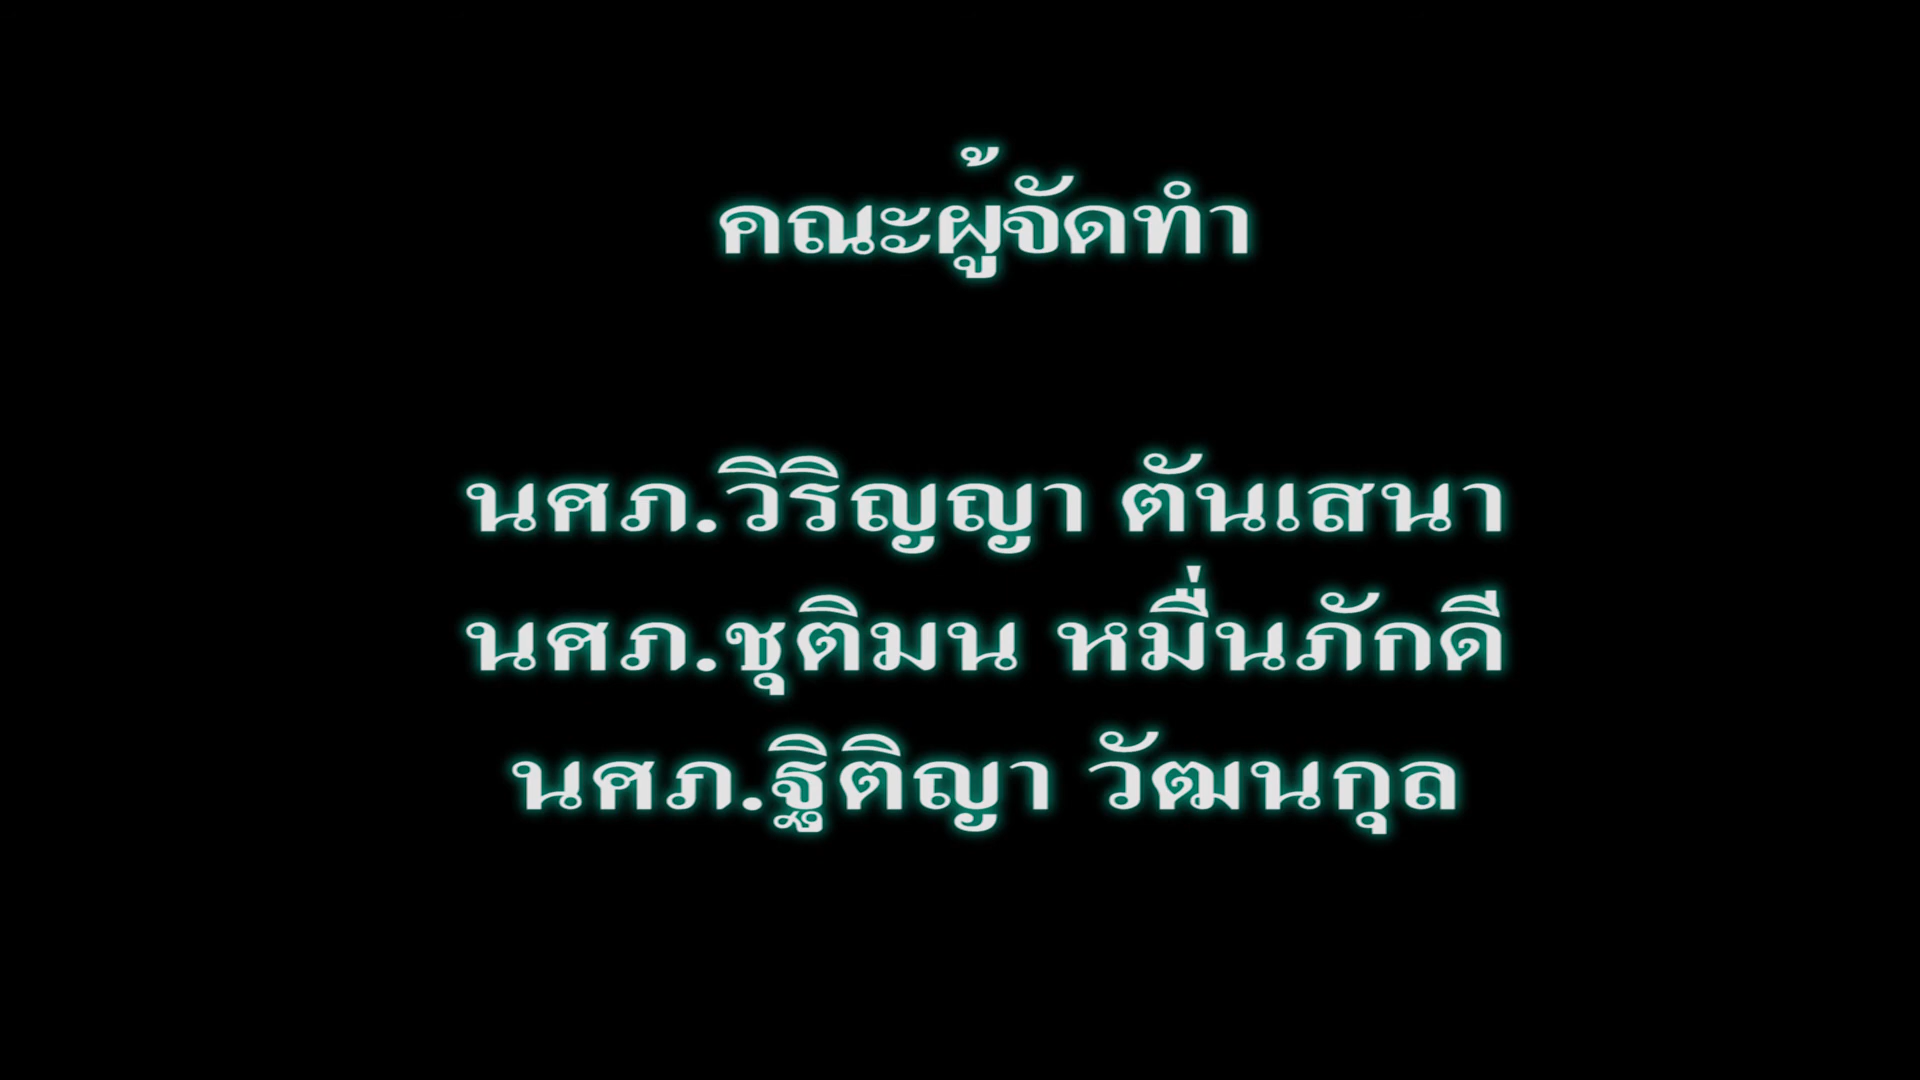 คณะผู้จัดทำ
นศภ.วิริญญา ตันเสนา
นศภ.ชุติมน หมื่นภักดี
นศภ.ฐิติญา วัฒนกุล